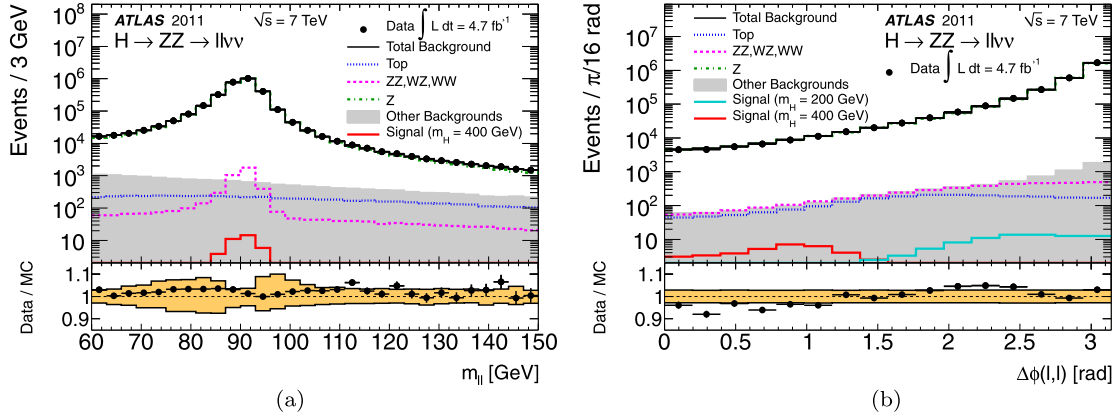 ATLAS 2011 √s = 7 TeV
H → ZZ → llνν
Data ∫ L dt = 4.7 fb⁻¹
Total Background
Top
ZZ,WZ,WW
Z
Other Backgrounds
Signal (m_H = 400 GeV)
Events / 3 GeV
10⁸
10⁷
10⁶
10⁵
10⁴
10³
10²
10
Data / MC
1.1
1
0.9
60 70 80 90 100 110 120 130 140 150
m_ll [GeV]
(a)
Total Background
Top
ZZ,WZ,WW
Z
Other Backgrounds
Signal (m_H = 200 GeV)
Signal (m_H = 400 GeV)
ATLAS 2011 √s = 7 TeV
H → ZZ → llνν
Data ∫ L dt = 4.7 fb⁻¹
Events / π/16 rad
10⁸
10⁷
10⁶
10⁵
10⁴
10³
10²
10
Data / MC
1.1
1
0.9
0 0.5 1 1.5 2 2.5 3
Δϕ(l,l) [rad]
(b)